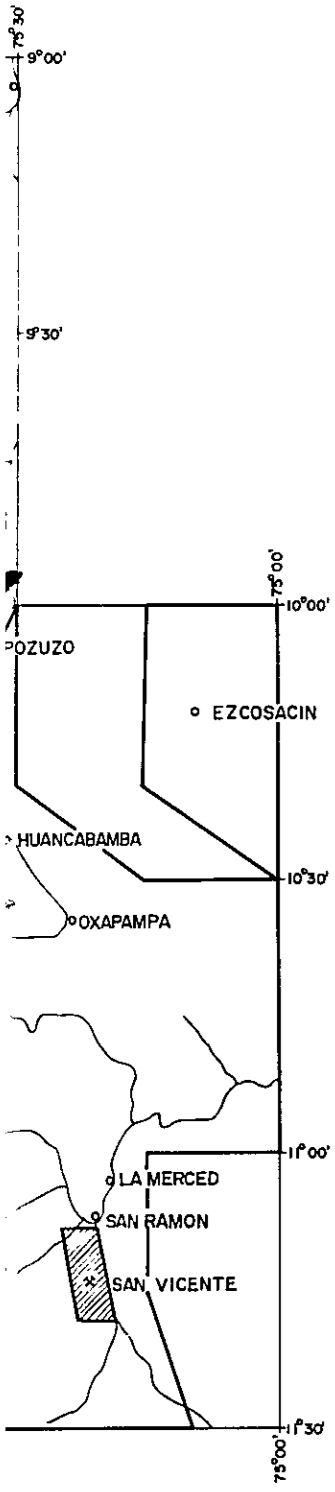 75°30'
9°00'
9°30'
75°00'
10°00'
POZUZO
EZCOSACIN
HUANCABAMBA
10°30'
OXAPAMPA
11°00'
LA MERCED
SAN RAMON
SAN VICENTE
11°30'
75°00'